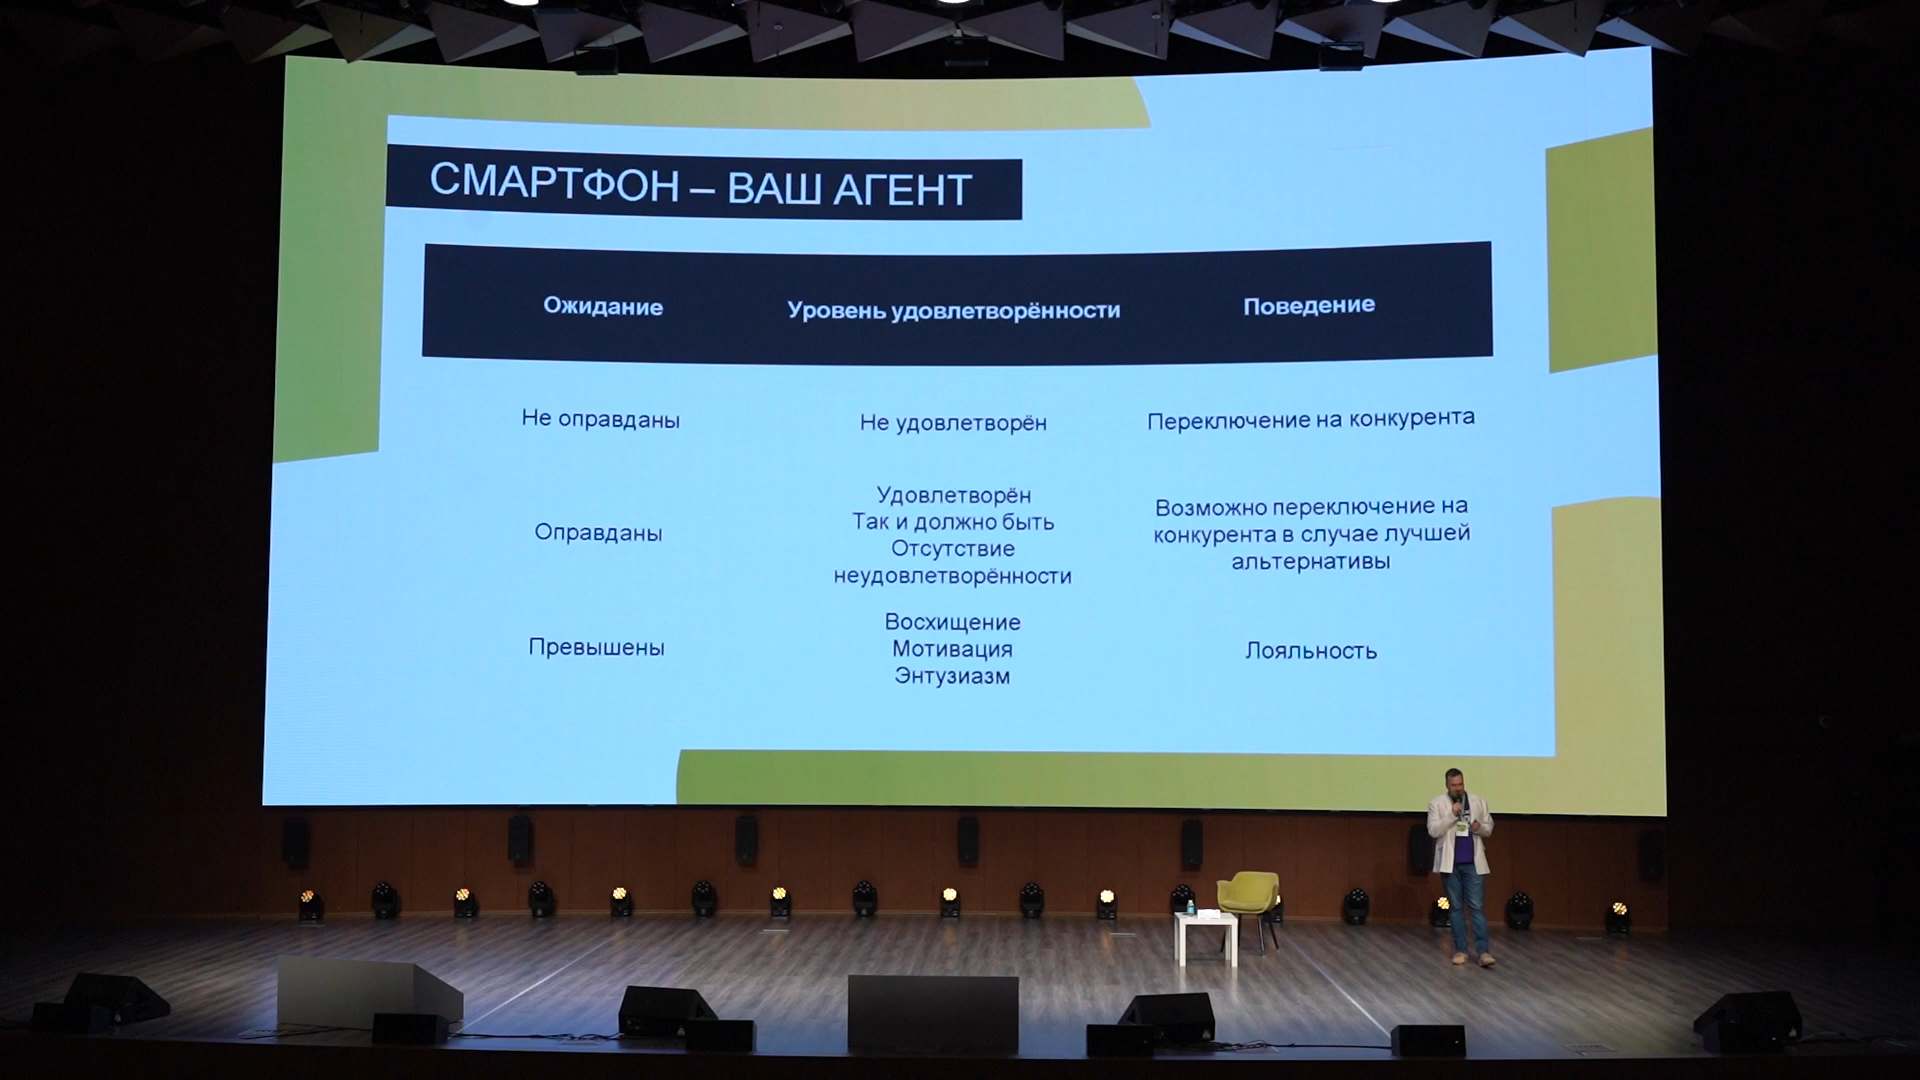 СМАРТФОН – ВАШ АГЕНТ
Ожидание Уровень удовлетворённости Поведение
Не оправданы Не удовлетворён Переключение на конкурента
Оправданы
Удовлетворён
Так и должно быть
Отсутствие
неудовлетворённости
Возможно переключение на
конкурента в случае лучшей
альтернативы
Превышены
Восхищение
Мотивация
Энтузиазм
Лояльность